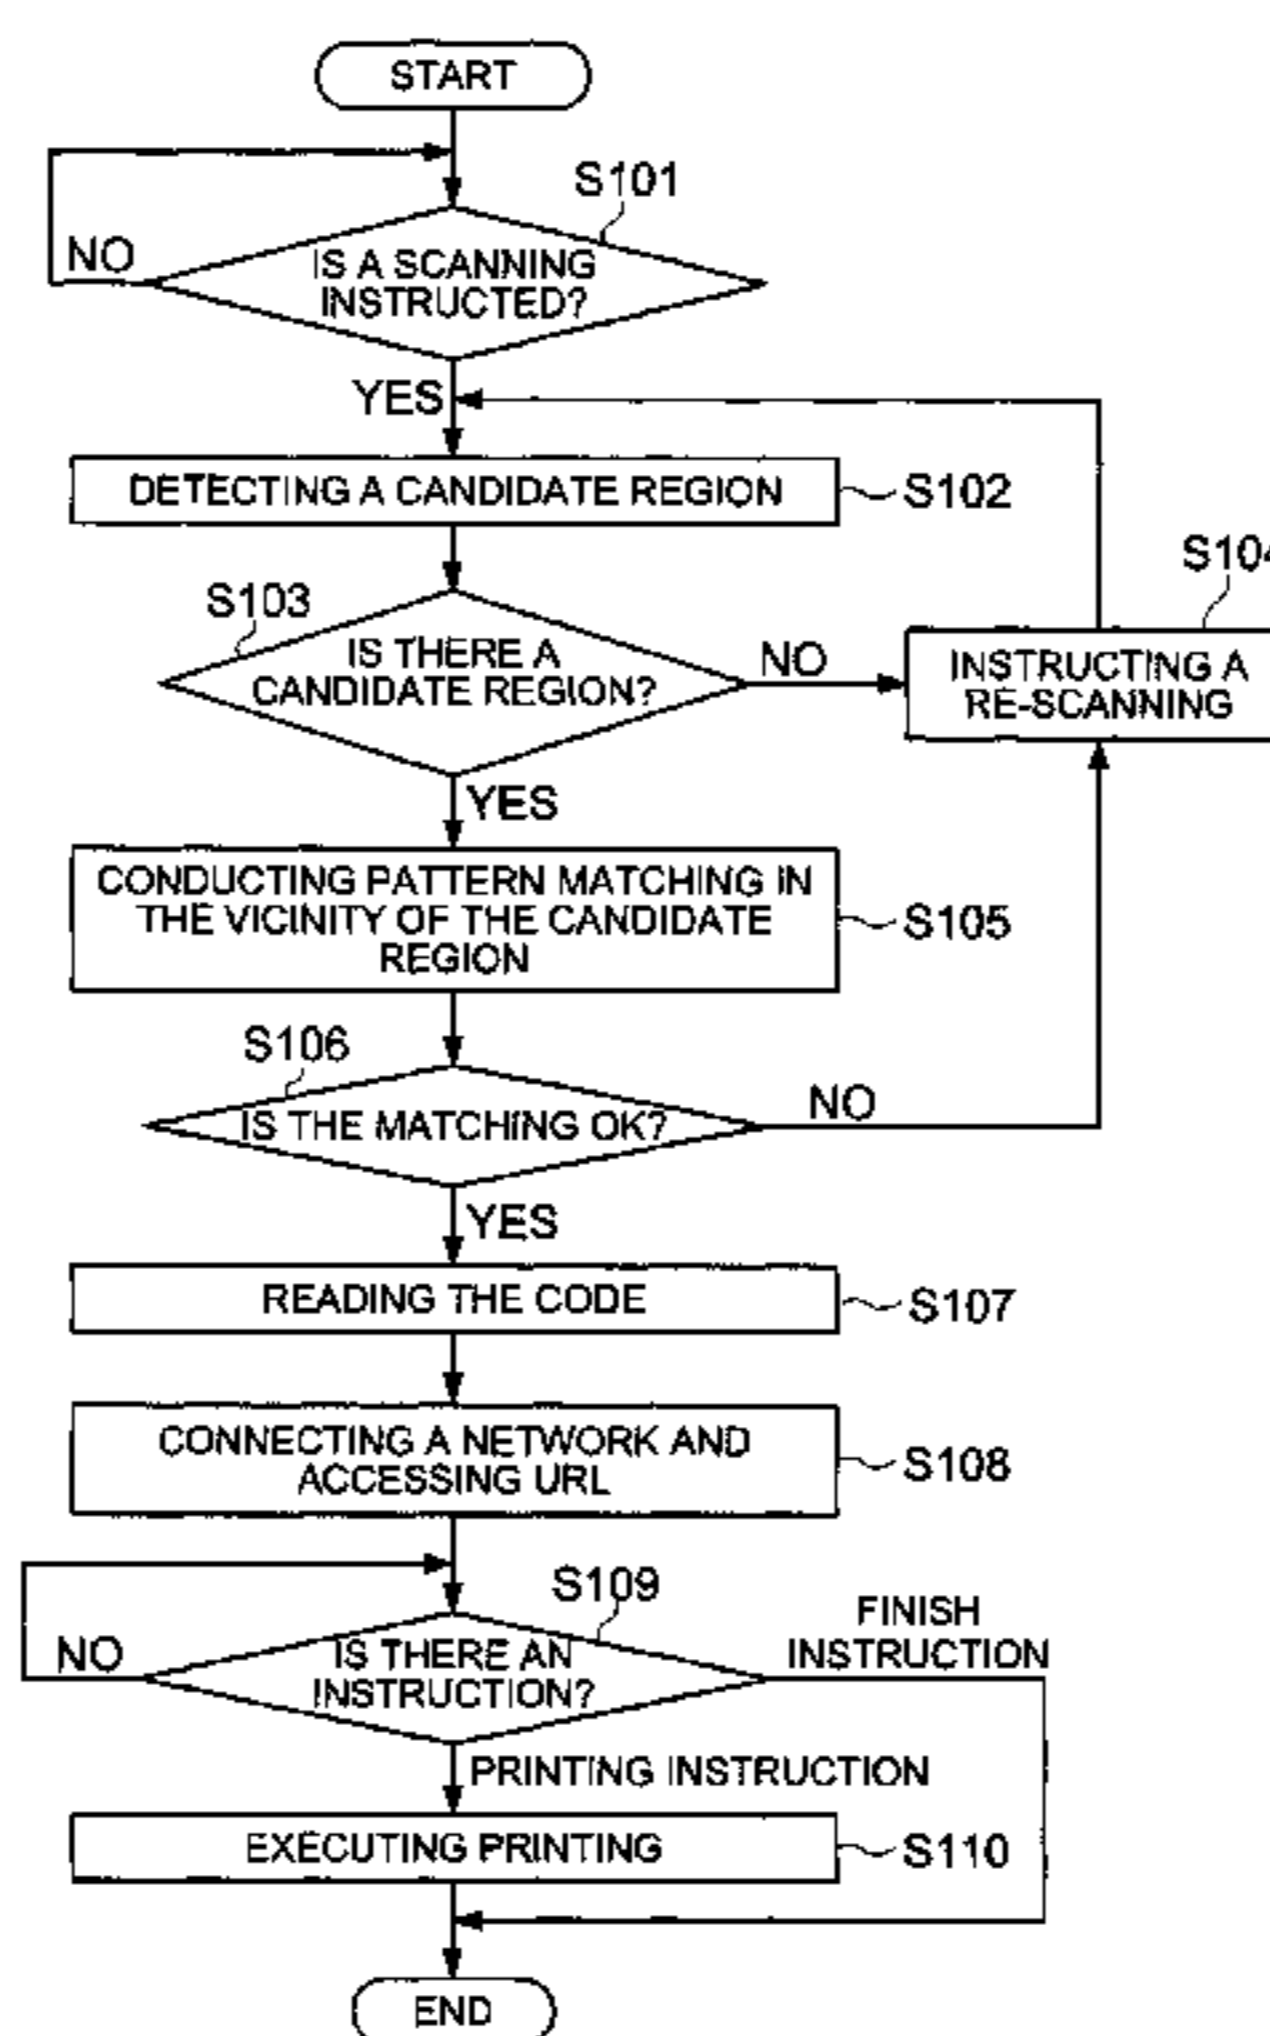 START
S101
NO
IS A SCANNING
INSTRUCTED?
YES
DETECTING A CANDIDATE REGION
S102
S103
S104
IS THERE A
CANDIDATE REGION?
NO
INSTRUCTING A
RE-SCANNING
YES
CONDUCTING PATTERN MATCHING IN
THE VICINITY OF THE CANDIDATE
REGION
S105
S106
IS THE MATCHING OK?
NO
YES
READING THE CODE
S107
CONNECTING A NETWORK AND
ACCESSING URL
S108
S109
NO
IS THERE AN
INSTRUCTION?
FINISH
INSTRUCTION
PRINTING INSTRUCTION
EXECUTING PRINTING
S110
END